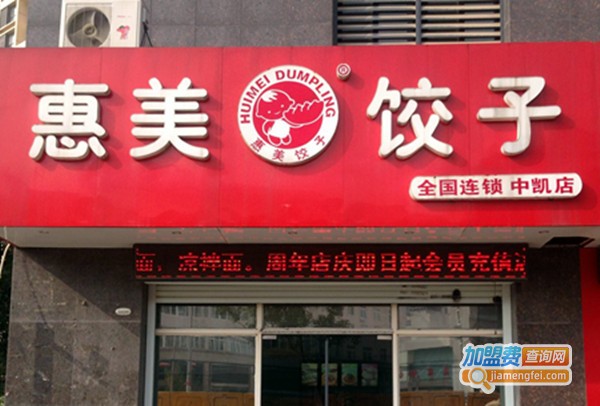 惠美 饺子
HUIMEI DUMPLING
惠美饺子
®
全国连锁 中凯店
面，凉拌面。周年店庆即日起会员充值
加盟费查询网
jiamengfei.com